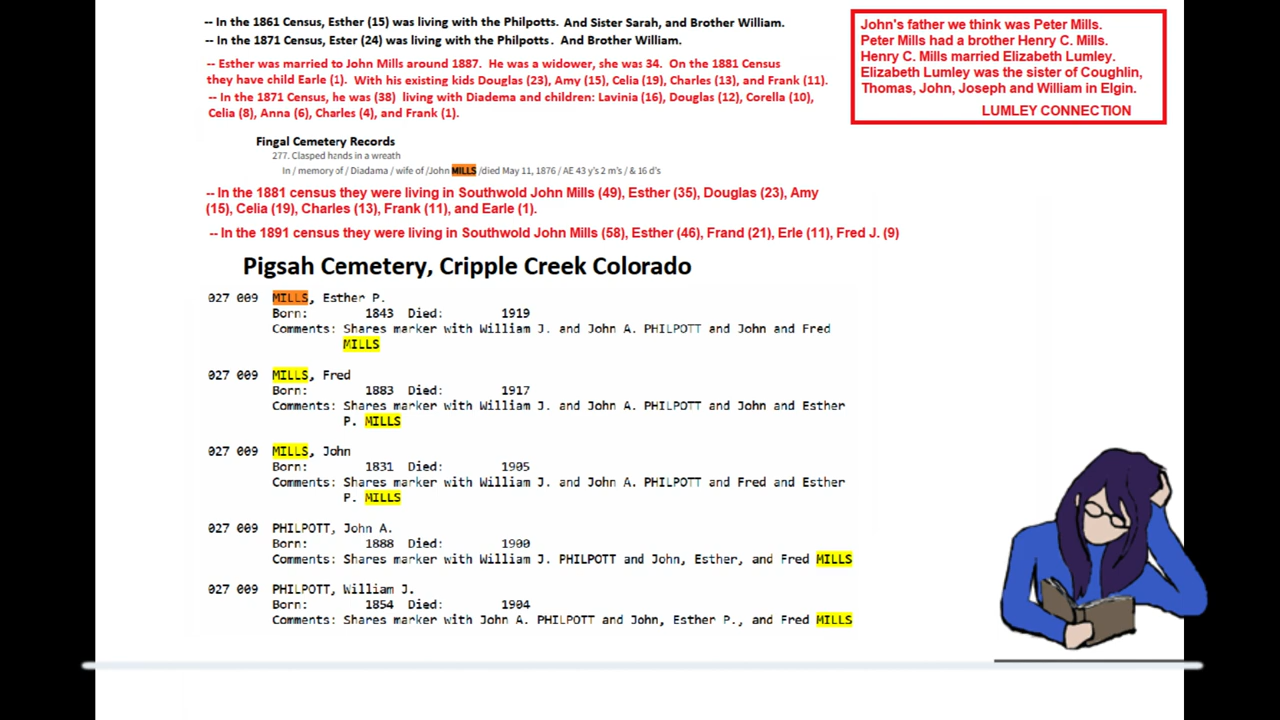 -- In the 1861 Census, Esther (15) was living with the Philpotts. And Sister Sarah, and Brother William.
-- In the 1871 Census, Ester (24) was living with the Philpotts. And Brother William.
-- Esther was married to John Mills around 1887. He was a widower, she was 34. On the 1881 Census
they have child Earle (1). With his existing kids Douglas (23), Amy (15), Celia (19), Charles (13), and Frank (11).
-- In the 1871 Census, he was (38) living with Diadema and children: Lavinia (16), Douglas (12), Corella (10),
Celia (8), Anna (6), Charles (4), and Frank (1).
John's father we think was Peter Mills.
Peter Mills had a brother Henry C. Mills.
Henry C. Mills married Elizabeth Lumley.
Elizabeth Lumley was the sister of Coughlin,
Thomas, John, Joseph and William in Elgin.
LUMLEY CONNECTION
Fingal Cemetery Records
277. Clasped hznds in a wreath
In / memory of / Diadama / wife of /John MILLS /died May 11, 1876 / AE 43 y's 2 m's / & 16 d's
-- In the 1881 census they were living in Southwold John Mills (49), Esther (35), Douglas (23), Amy
(15), Celia (19), Charles (13), Frank (11), and Earle (1).
-- In the 1891 census they were living in Southwold John Mills (58), Esther (46), Frand (21), Erle (11), Fred J. (9)
Pigsah Cemetery, Cripple Creek Colorado
027 009 MILLS, Esther P.
Born: 1843 Died: 1919
Comments: Shares marker with William J. and John A. PHILPOTT and John and Fred
MILLS
027 009 MILLS, Fred
Born: 1883 Died: 1917
Comments: Shares marker with William J. and John A. PHILPOTT and John and Esther
P. MILLS
027 009 MILLS, John
Born: 1831 Died: 1905
Comments: Shares marker with William J. and John A. PHILPOTT and Fred and Esther
P. MILLS
027 009 PHILPOTT, John A.
Born: 1888 Died: 1900
Comments: Shares marker with William J. PHILPOTT and John, Esther, and Fred MILLS
027 009 PHILPOTT, William J.
Born: 1854 Died: 1904
Comments: Shares marker with John A. PHILPOTT and John, Esther P., and Fred MILLS